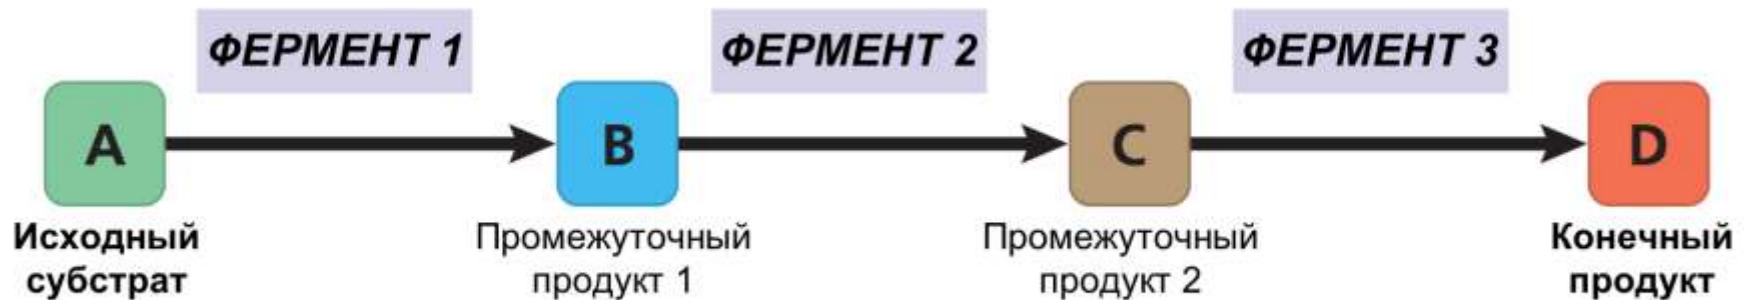 ФЕРМЕНТ 1
ФЕРМЕНТ 2
ФЕРМЕНТ 3
A
B
C
D
Исходный
субстрат
Промежуточный
продукт 1
Промежуточный
продукт 2
Конечный
продукт